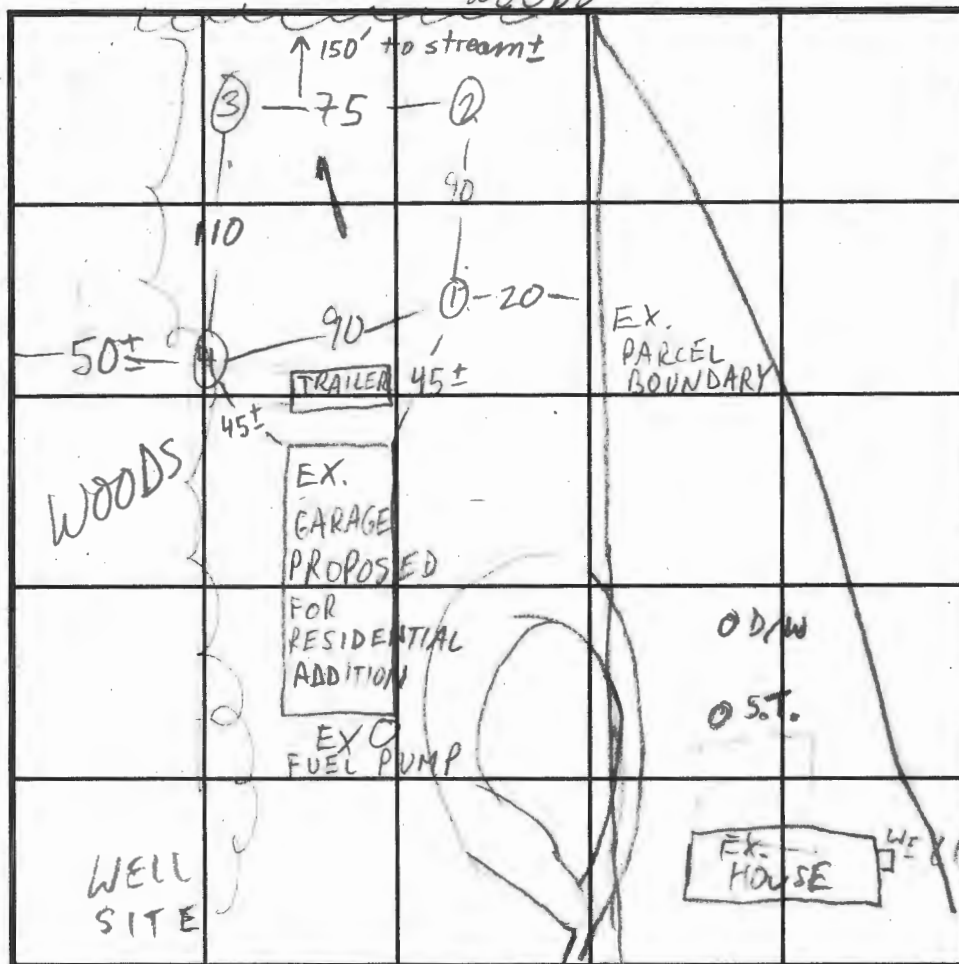 WOODS
150' to stream±
3 — 75 — 2
90
110
1 — 20 —
90
— 50± — 4
EX.
PARCEL
BOUNDARY
TRAILER
45±
45±
WOODS
EX.
GARAGE
PROPOSED
FOR
RESIDENTIAL
ADDITION
O D/W
O S.T.
EX O
FUEL PUMP
EX.
HOUSE
WELL
SITE